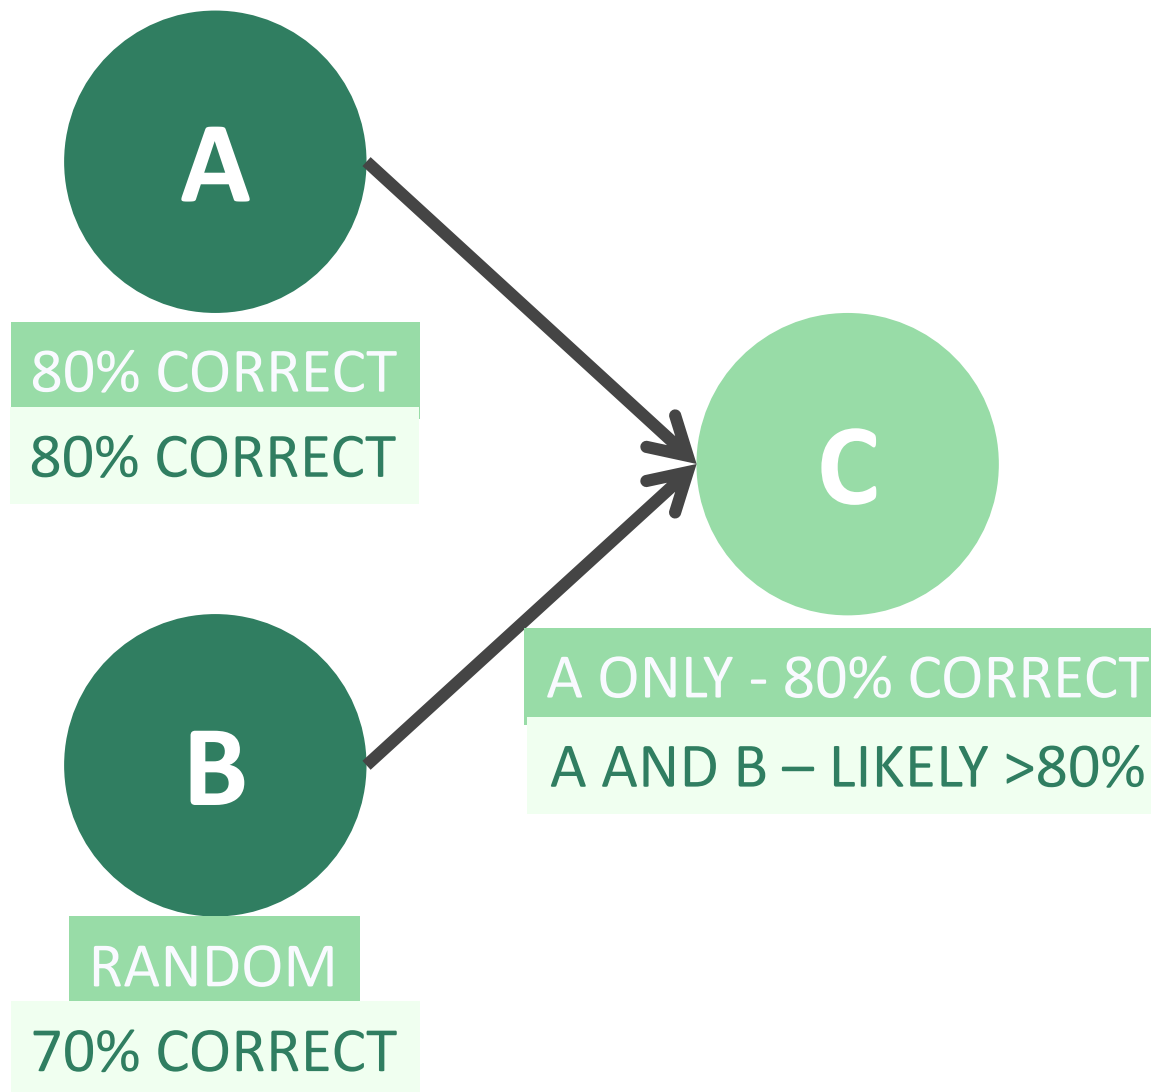 A
80% CORRECT
80% CORRECT
C
A ONLY - 80% CORRECT
A AND B – LIKELY >80%
B
RANDOM
70% CORRECT